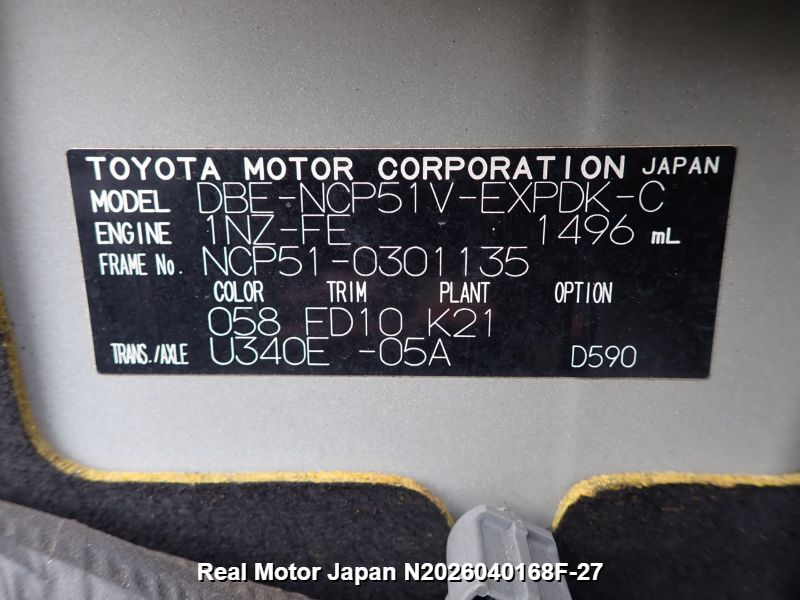 TOYOTA MOTOR CORPORATION JAPAN
MODEL DBE-NCP51V-EXPDK-C
ENGINE 1NZ-FE 1496 mL
FRAME No. NCP51-0301135
COLOR TRIM PLANT OPTION
058 FD10 K21
TRANS./AXLE U340E -05A D590
Real Motor Japan N2026040168F-27